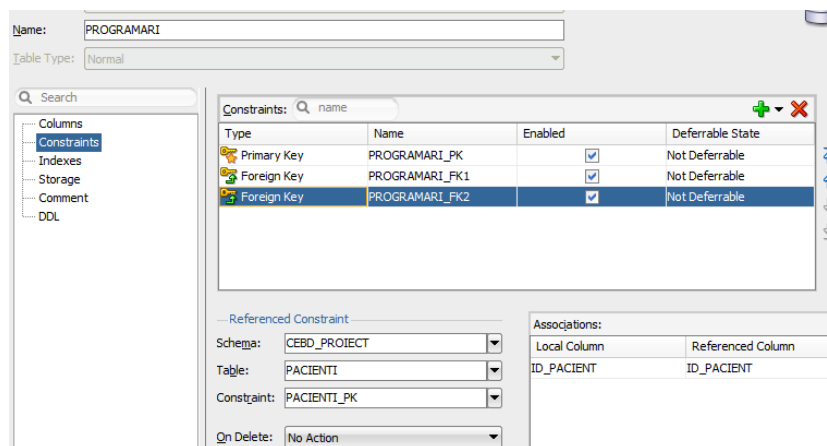 Name: PROGRAMARI
Table Type: Normal
Search
Columns
Constraints
Indexes
Storage
Comment
DDL
Constraints: name
Type Name Enabled Deferrable State
Primary Key PROGRAMARI_PK Not Deferrable
Foreign Key PROGRAMARI_FK1 Not Deferrable
Foreign Key PROGRAMARI_FK2 Not Deferrable
Referenced Constraint
Schema: CEBD_PROIECT
Table: PACIENTI
Constraint: PACIENTI_PK
On Delete: No Action
Associations:
Local Column Referenced Column
ID_PACIENT ID_PACIENT